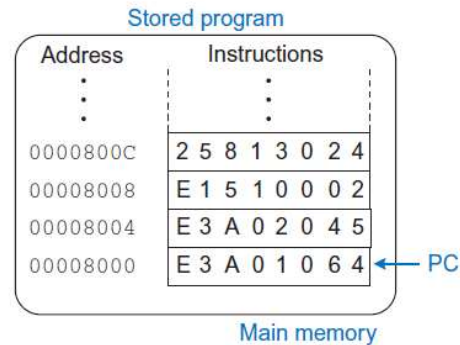 Stored program
Address Instructions
0000800C 2 5 8 1 3 0 2 4
00008008 E 1 5 1 0 0 0 2
00008004 E 3 A 0 2 0 4 5
00008000 E 3 A 0 1 0 6 4 PC
Main memory